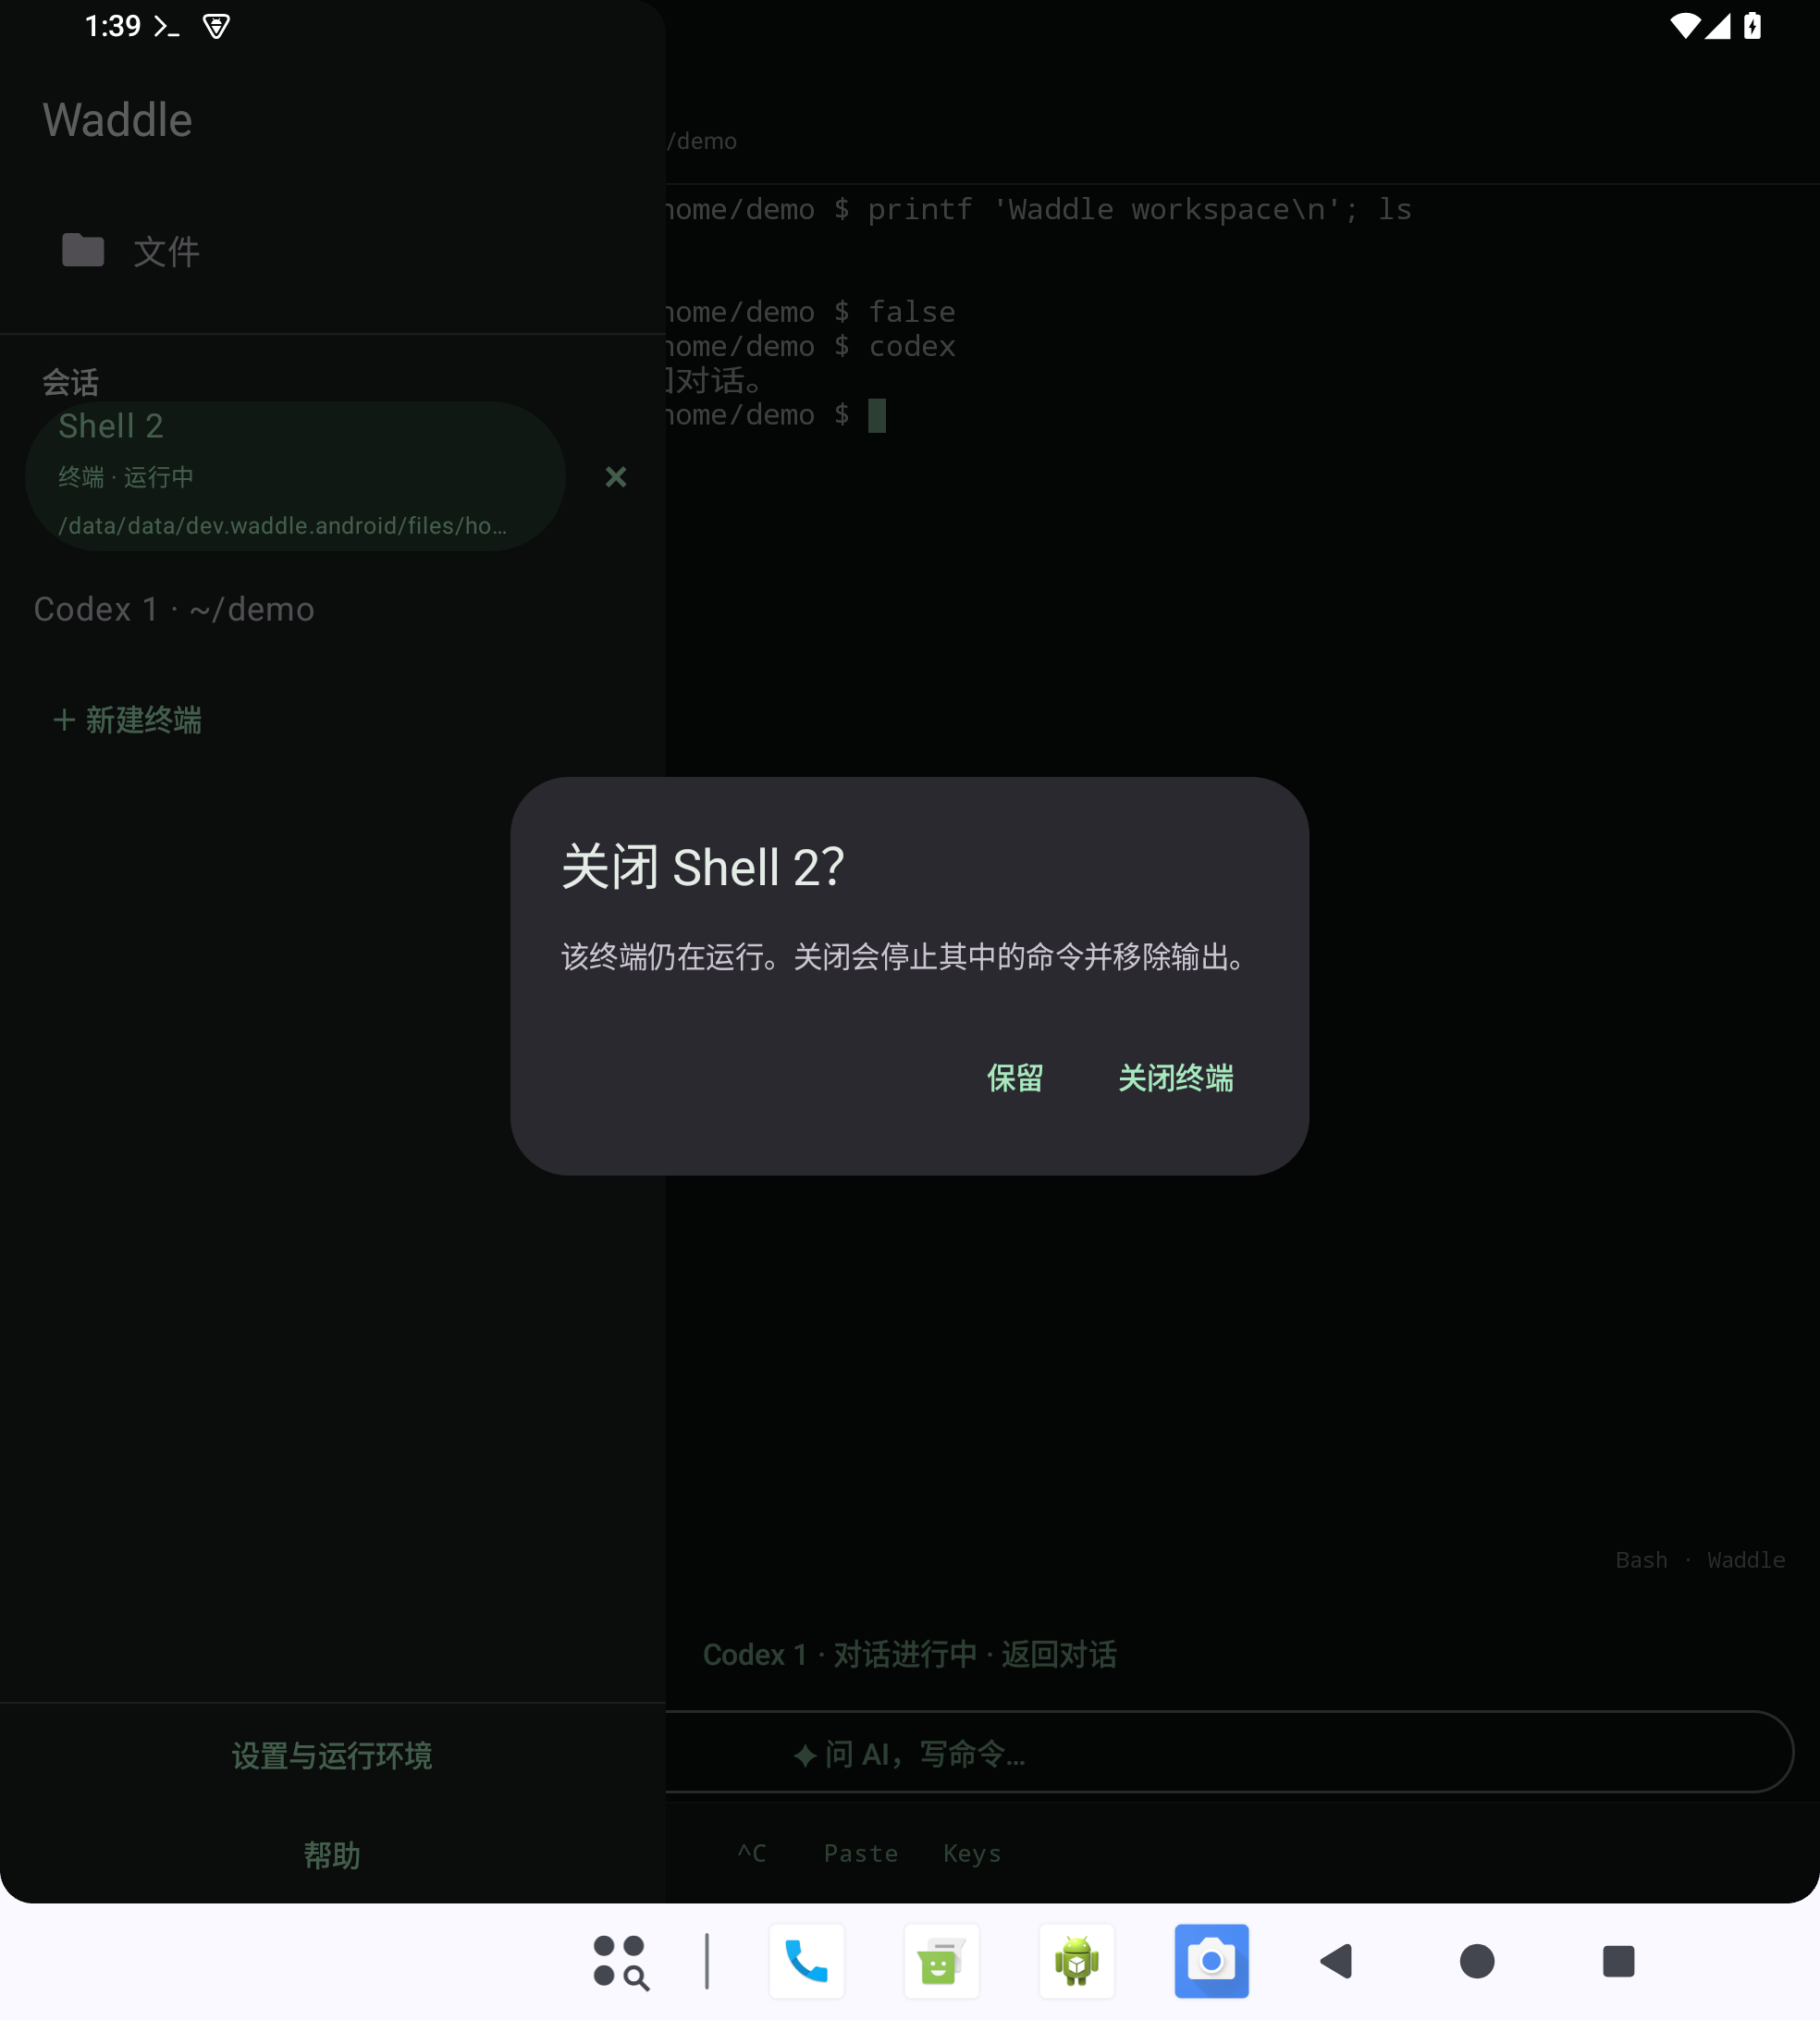 1:39
Waddle
文件
会话
Shell 2
终端 · 运行中
/data/data/dev.waddle.android/files/ho…
Codex 1 · ~/demo
+ 新建终端
/demo
home/demo $ printf 'Waddle workspace\n'; ls
home/demo $ false
home/demo $ codex
对话。
home/demo $
关闭 Shell 2？
该终端仍在运行。关闭会停止其中的命令并移除输出。
保留 关闭终端
Bash · Waddle
Codex 1 · 对话进行中 · 返回对话
问 AI，写命令…
^C Paste Keys
设置与运行环境
帮助